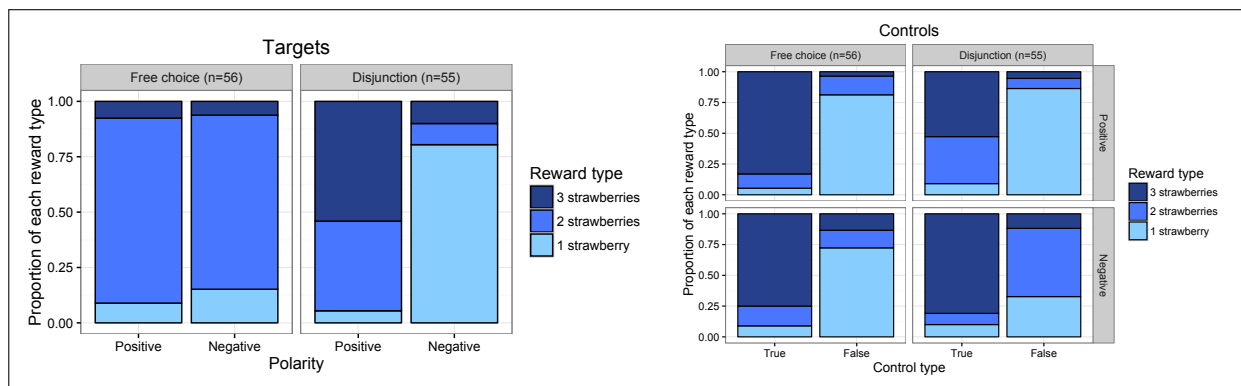 Targets
Free choice (n=56)
Disjunction (n=55)
Proportion of each reward type
1.00
0.75
0.50
0.25
0.00
Positive
Negative
Positive
Negative
Polarity
Reward type
3 strawberries
2 strawberries
1 strawberry
Controls
Free choice (n=56)
Disjunction (n=55)
Proportion of each reward type
1.00
0.75
0.50
0.25
0.00
Positive
1.00
0.75
0.50
0.25
0.00
Negative
True
False
True
False
Control type
Reward type
3 strawberries
2 strawberries
1 strawberry